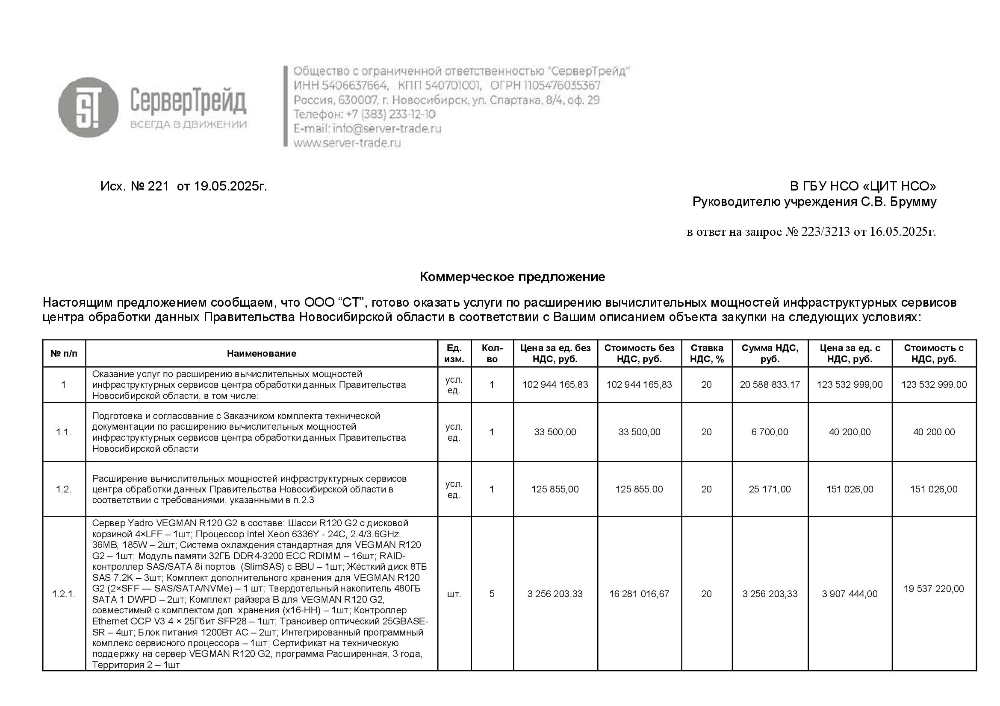 СерверТрейд
ВСЕГДА В ДВИЖЕНИИ
Общество с ограниченной ответственностью "СерверТрейд"
ИНН 5406637664, КПП 540701001, ОГРН 1105476035367
Россия, 630007, г. Новосибирск, ул. Спартака, 8/4, оф. 29
Телефон: +7 (383) 233-12-10
E-mail: info@server-trade.ru
www.server-trade.ru
Исх. № 221 от 19.05.2025г.
В ГБУ НСО «ЦИТ НСО»
Руководителю учреждения С.В. Брумму
в ответ на запрос № 223/3213 от 16.05.2025г.
Коммерческое предложение
Настоящим предложением сообщаем, что ООО “СТ”, готово оказать услуги по расширению вычислительных мощностей инфраструктурных сервисов
центра обработки данных Правительства Новосибирской области в соответствии с Вашим описанием объекта закупки на следующих условиях:
№ п/п
Наименование
Ед.
изм.
Кол-
во
Цена за ед. без
НДС, руб.
Стоимость без
НДС, руб.
Ставка
НДС, %
Сумма НДС,
руб.
Цена за ед. с
НДС, руб.
Стоимость с
НДС, руб.
1
Оказание услуг по расширению вычислительных мощностей
инфраструктурных сервисов центра обработки данных Правительства
Новосибирской области, в том числе:
усл.
ед.
1
102 944 165,83
102 944 165,83
20
20 588 833,17
123 532 999,00
123 532 999,00
1.1.
Подготовка и согласование с Заказчиком комплекта технической
документации по расширению вычислительных мощностей
инфраструктурных сервисов центра обработки данных Правительства
Новосибирской области
усл.
ед.
1
33 500,00
33 500,00
20
6 700,00
40 200,00
40 200.00
1.2.
Расширение вычислительных мощностей инфраструктурных сервисов
центра обработки данных Правительства Новосибирской области в
соответствии с требованиями, указанными в п.2.3
усл.
ед.
1
125 855,00
125 855,00
20
25 171,00
151 026,00
151 026,00
1.2.1.
Сервер Yadro VEGMAN R120 G2 в составе: Шасси R120 G2 с дисковой
корзиной 4×LFF – 1шт; Процессор Intel Xeon 6336Y - 24C, 2.4/3.6GHz,
36MB, 185W – 2шт; Система охлаждения стандартная для VEGMAN R120
G2 – 1шт; Модуль памяти 32ГБ DDR4-3200 ECC RDIMM – 16шт; RAID-
контроллер SAS/SATA 8i портов (SlimSAS) с BBU – 1шт; Жёсткий диск 8ТБ
SAS 7.2K – 3шт; Комплект дополнительного хранения для VEGMAN R120
G2 (2×SFF — SAS/SATA/NVMe) – 1 шт; Твердотельный накопитель 480ГБ
SATA 1 DWPD – 2шт; Комплект райзера B для VEGMAN R120 G2,
совместимый с комплектом доп. хранения (x16-HH) – 1шт; Контроллер
Ethernet OCP V3 4 × 25Гбит SFP28 – 1шт; Трансивер оптический 25GBASE-
SR – 4шт; Блок питания 1200Вт AC – 2шт; Интегрированный программный
комплекс сервисного процессора – 1шт; Сертификат на техническую
поддержку на сервер VEGMAN R120 G2, программа Расширенная, 3 года,
Территория 2 – 1шт
шт.
5
3 256 203,33
16 281 016,67
20
3 256 203,33
3 907 444,00
19 537 220,00